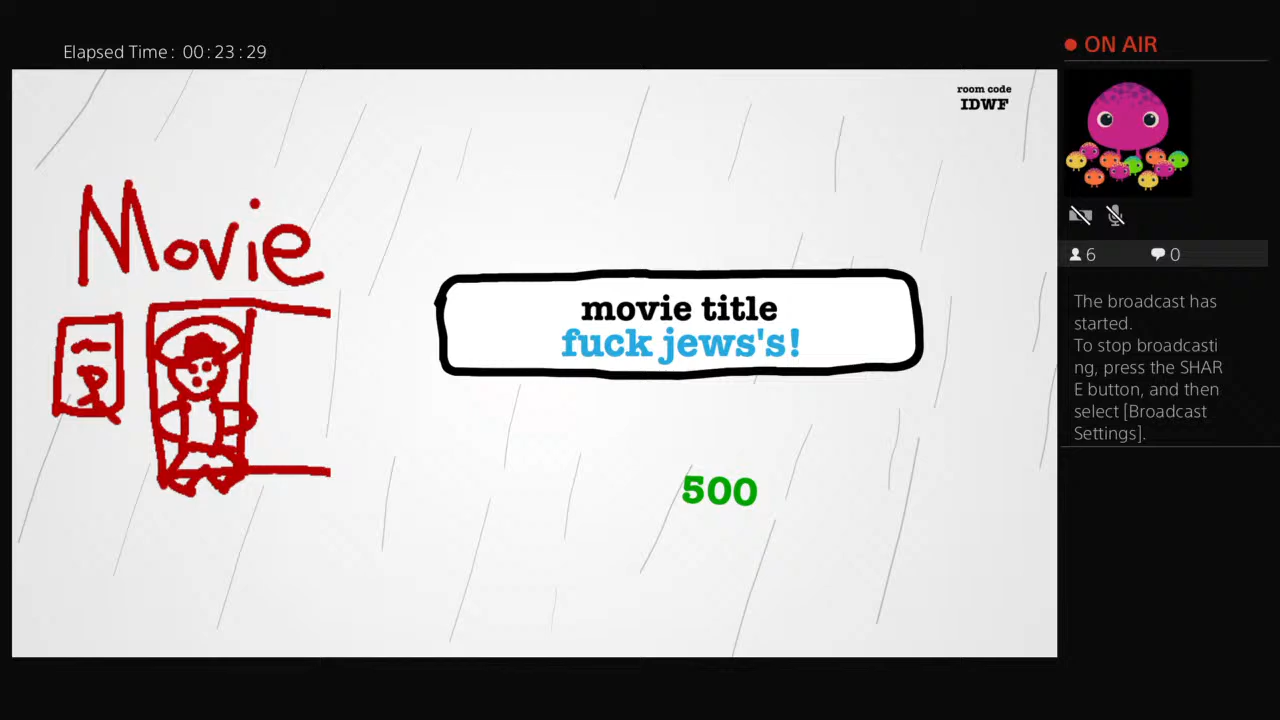 Elapsed Time: 00:23:29
ON AIR
room code
IDWF
Movie
movie title
fuck jews's!
500
6
0
The broadcast has
started.
To stop broadcasti
ng, press the SHAR
E button, and then
select [Broadcast
Settings].